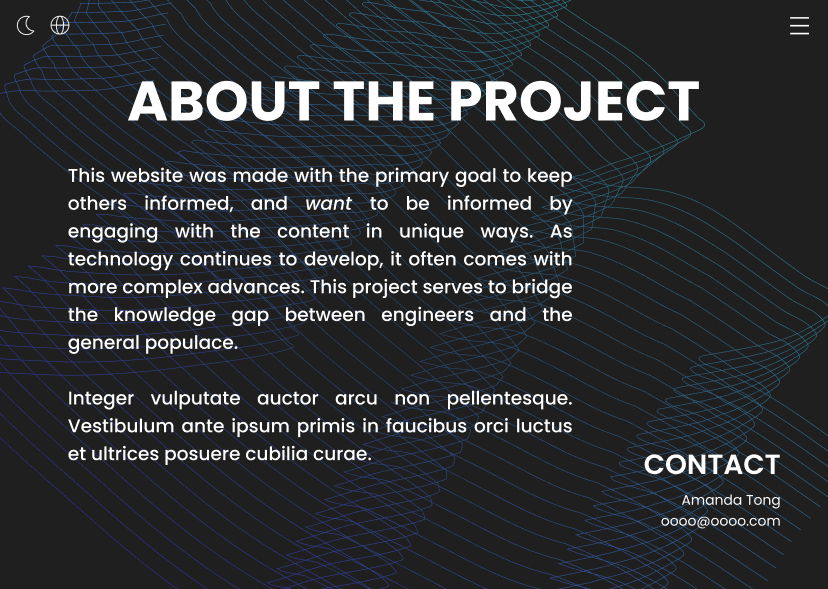 ABOUT THE PROJECT
This website was made with the primary goal to keep
others informed, and want to be informed by
engaging with the content in unique ways. As
technology continues to develop, it often comes with
more complex advances. This project serves to bridge
the knowledge gap between engineers and the
general populace.
Integer vulputate auctor arcu non pellentesque.
Vestibulum ante ipsum primis in faucibus orci luctus
et ultrices posuere cubilia curae.
CONTACT
Amanda Tong
oooo@oooo.com